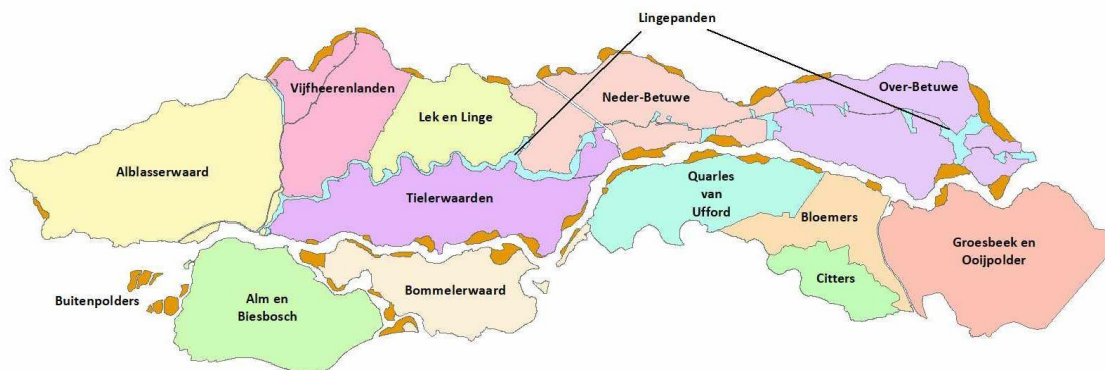 Lingepanden
Vijfheerenlanden
Neder-Betuwe
Over-Betuwe
Lek en Linge
Alblasserwaard
Tielerwaarden
Quarles
van
Ufford
Bloemers
Groesbeek en
Ooijpolder
Citters
Bommelerwaard
Buitenpolders
Alm en
Biesbosch